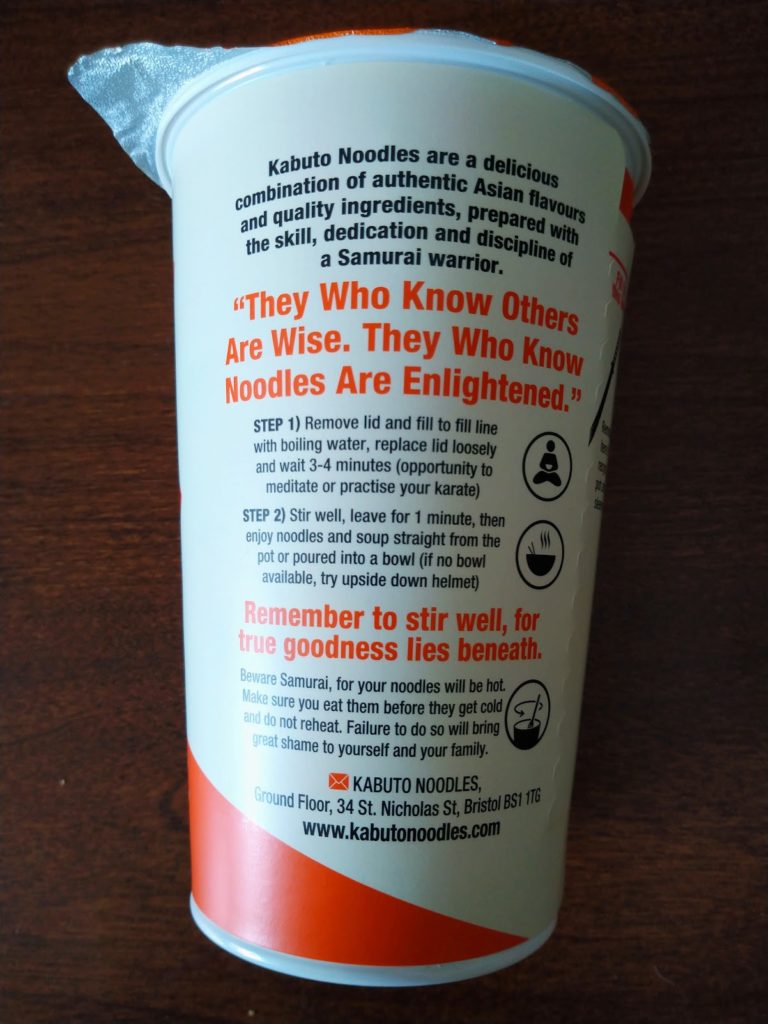 Kabuto Noodles are a delicious
combination of authentic Asian flavours
and quality ingredients, prepared with
the skill, dedication and discipline of
a Samurai warrior.
“They Who Know Others
Are Wise. They Who Know
Noodles Are Enlightened.”
STEP 1) Remove lid and fill to fill line
with boiling water, replace lid loosely
and wait 3-4 minutes (opportunity to
meditate or practise your karate)
STEP 2) Stir well, leave for 1 minute, then
enjoy noodles and soup straight from the
pot or poured into a bowl (if no bowl
available, try upside down helmet)
Remember to stir well, for
true goodness lies beneath.
Beware Samurai, for your noodles will be hot.
Make sure you eat them before they get cold
and do not reheat. Failure to do so will bring
great shame to yourself and your family.
KABUTO NOODLES,
Ground Floor, 34 St. Nicholas St, Bristol BS1 1TG
www.kabutonoodles.com